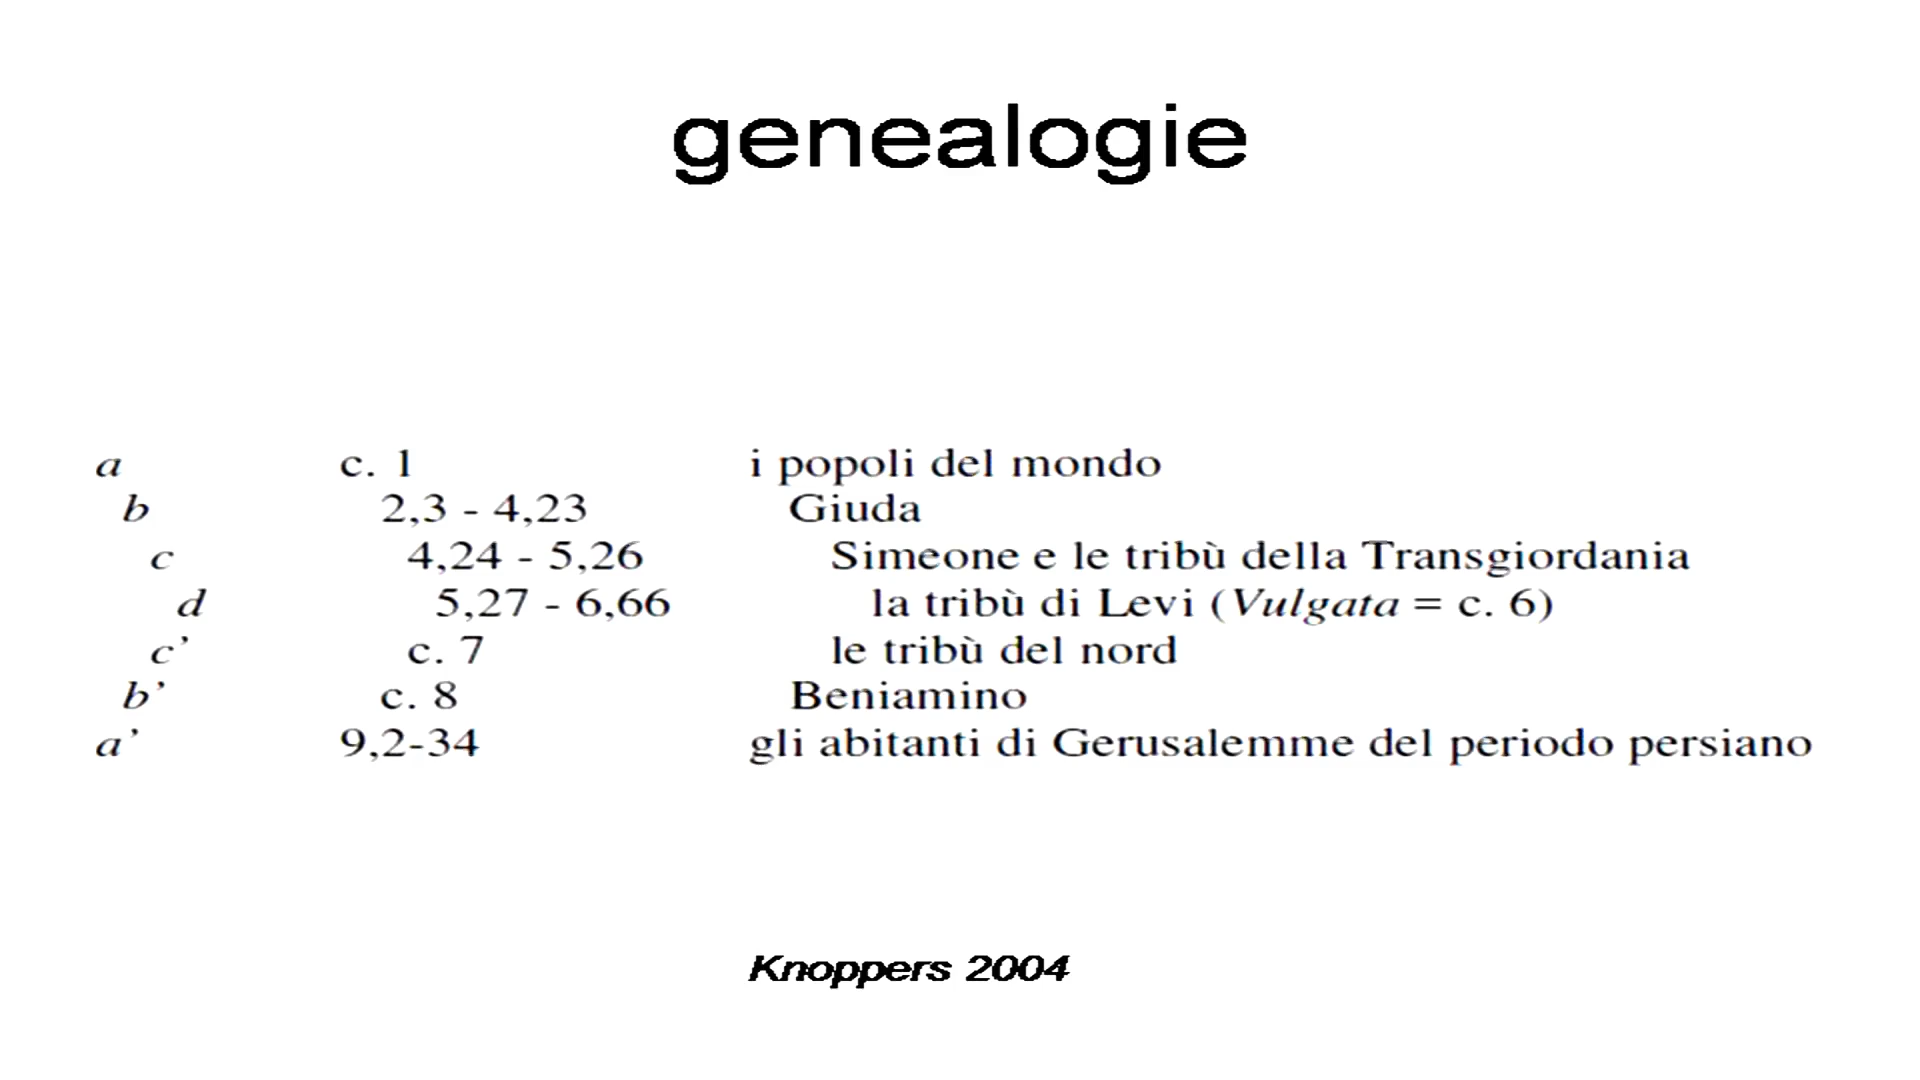 genealogie
a c. 1 i popoli del mondo
b 2,3 - 4,23 Giuda
c 4,24 - 5,26 Simeone e le tribù della Transgiordania
d 5,27 - 6,66 la tribù di Levi (Vulgata = c. 6)
c’ c. 7 le tribù del nord
b’ c. 8 Beniamino
a’ 9,2-34 gli abitanti di Gerusalemme del periodo persiano
Knoppers 2004